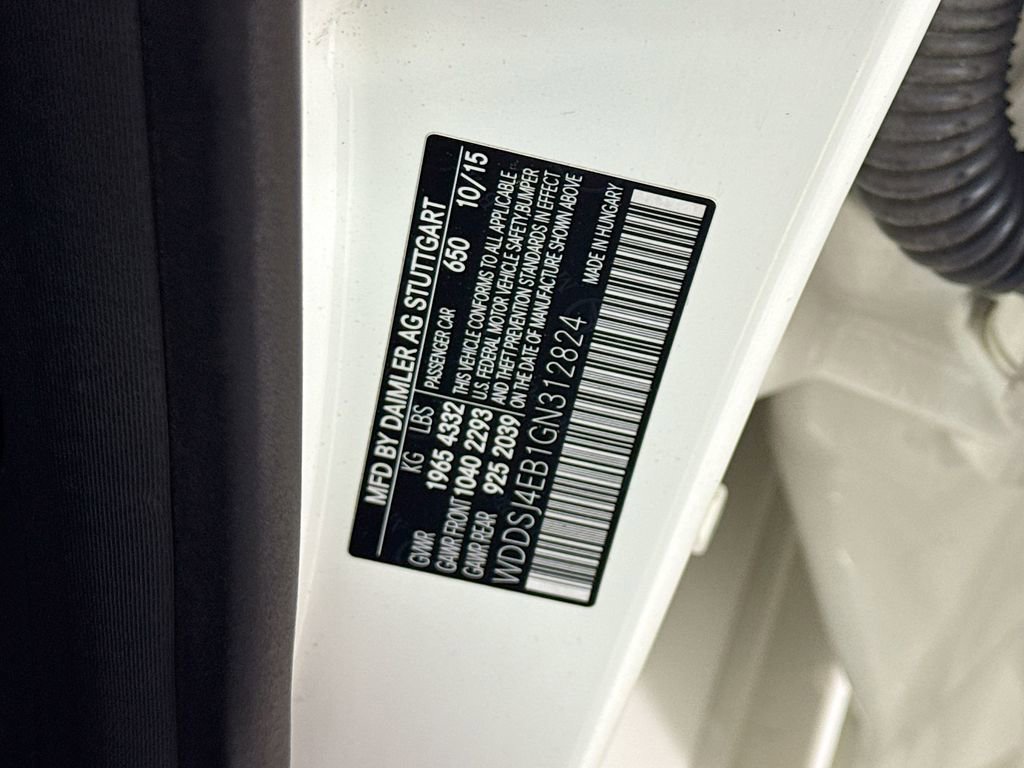 MFD BY DAIMLER AG STUTTGART
KG LBS PASSENGER CAR 650 10/15
GVWR 1965 4332 THIS VEHICLE CONFORMS TO ALL APPLICABLE
GAWR FRONT 1040 2293 U.S. FEDERAL MOTOR VEHICLE SAFETY,BUMPER
GAWR REAR 925 2039 AND THEFT PREVENTION STANDARDS IN EFFECT
ON THE DATE OF MANUFACTURE SHOWN ABOVE
WDDSJ4EB1GN312824 MADE IN HUNGARY